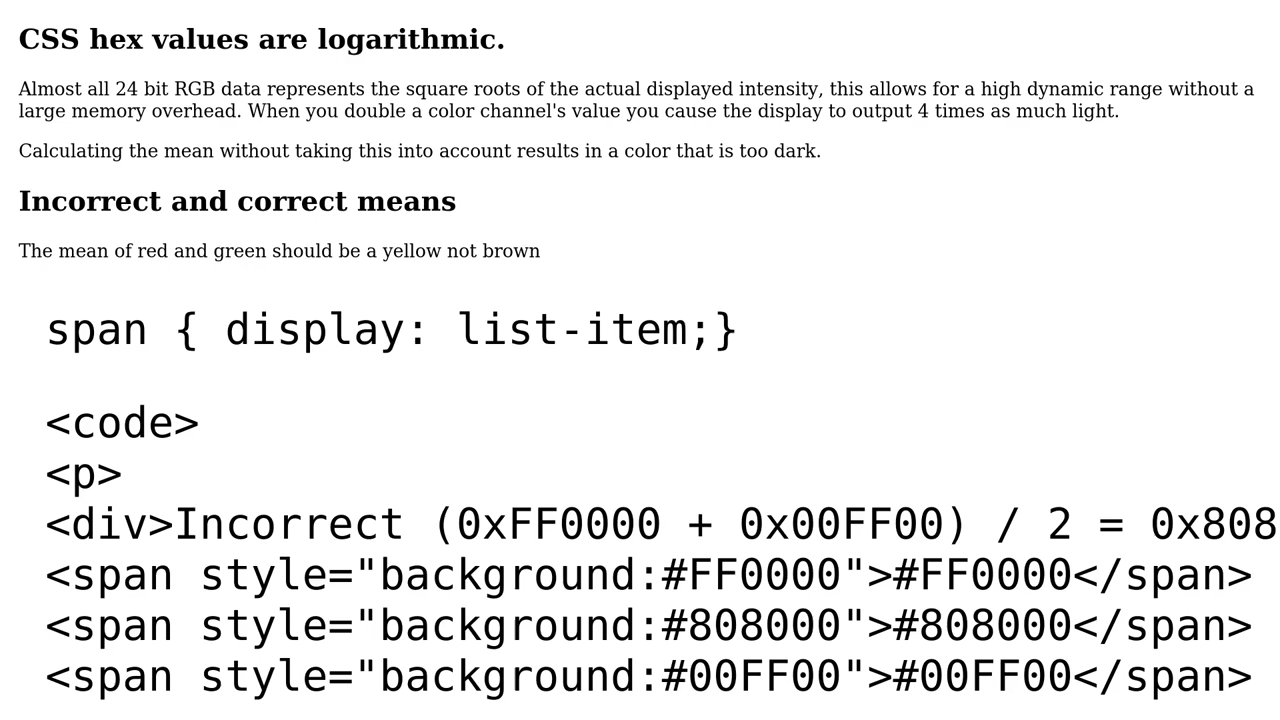 CSS hex values are logarithmic.
Almost all 24 bit RGB data represents the square roots of the actual displayed intensity, this allows for a high dynamic range without a
large memory overhead. When you double a color channel's value you cause the display to output 4 times as much light.
Calculating the mean without taking this into account results in a color that is too dark.
Incorrect and correct means
The mean of red and green should be a yellow not brown
span { display: list-item;}
<code>
<p>
<div>Incorrect (0xFF0000 + 0x00FF00) / 2 = 0x808
<span style="background:#FF0000">#FF0000</span>
<span style="background:#808000">#808000</span>
<span style="background:#00FF00">#00FF00</span>